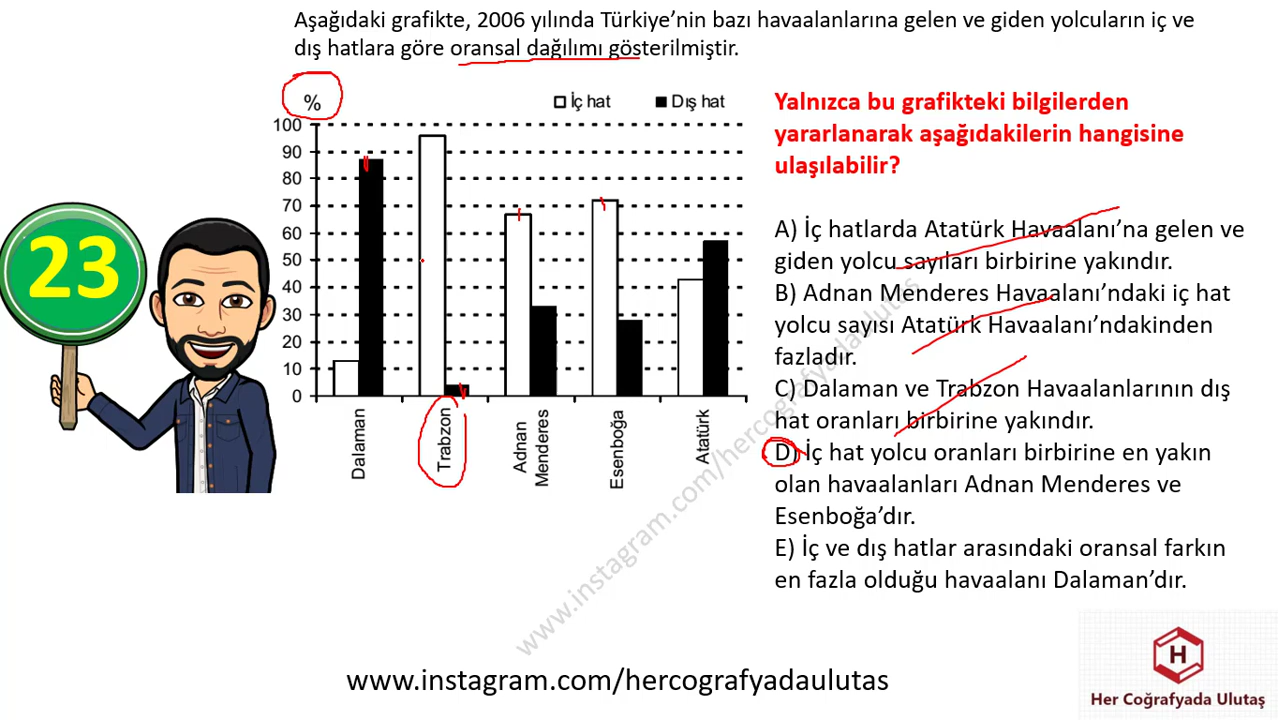 Aşağıdaki grafikte, 2006 yılında Türkiye’nin bazı havaalanlarına gelen ve giden yolcuların iç ve
dış hatlara göre oransal dağılımı gösterilmiştir.
%
İç hat
Dış hat
100
90
80
70
60
50
40
30
20
10
0
Dalaman
Trabzon
Adnan
Menderes
Esenboğa
Atatürk
23
Yalnızca bu grafikteki bilgilerden
yararlanarak aşağıdakilerin hangisine
ulaşılabilir?
A) İç hatlarda Atatürk Havaalanı’na gelen ve
giden yolcu sayıları birbirine yakındır.
B) Adnan Menderes Havaalanı’ndaki iç hat
yolcu sayısı Atatürk Havaalanı’ndakinden
fazladır.
C) Dalaman ve Trabzon Havaalanlarının dış
hat oranları birbirine yakındır.
D) İç hat yolcu oranları birbirine en yakın
olan havaalanları Adnan Menderes ve
Esenboğa’dır.
E) İç ve dış hatlar arasındaki oransal farkın
en fazla olduğu havaalanı Dalaman’dır.
www.instagram.com/hercografyadaulutas
www.instagram.com/hercografyadaulutas
H
Her Coğrafyada Ulutaş